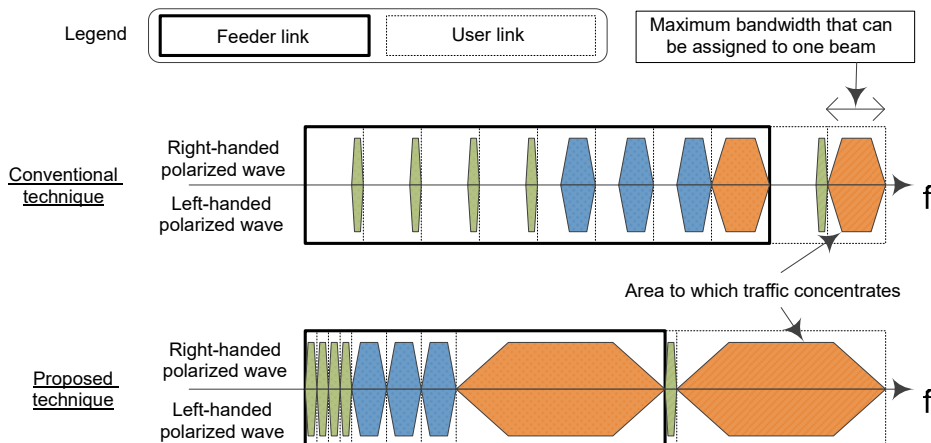 Legend
Feeder link
User link
Maximum bandwidth that can
be assigned to one beam
Conventional
technique
Right-handed
polarized wave
Left-handed
polarized wave
f
Area to which traffic concentrates
Proposed
technique
Right-handed
polarized wave
Left-handed
polarized wave
f